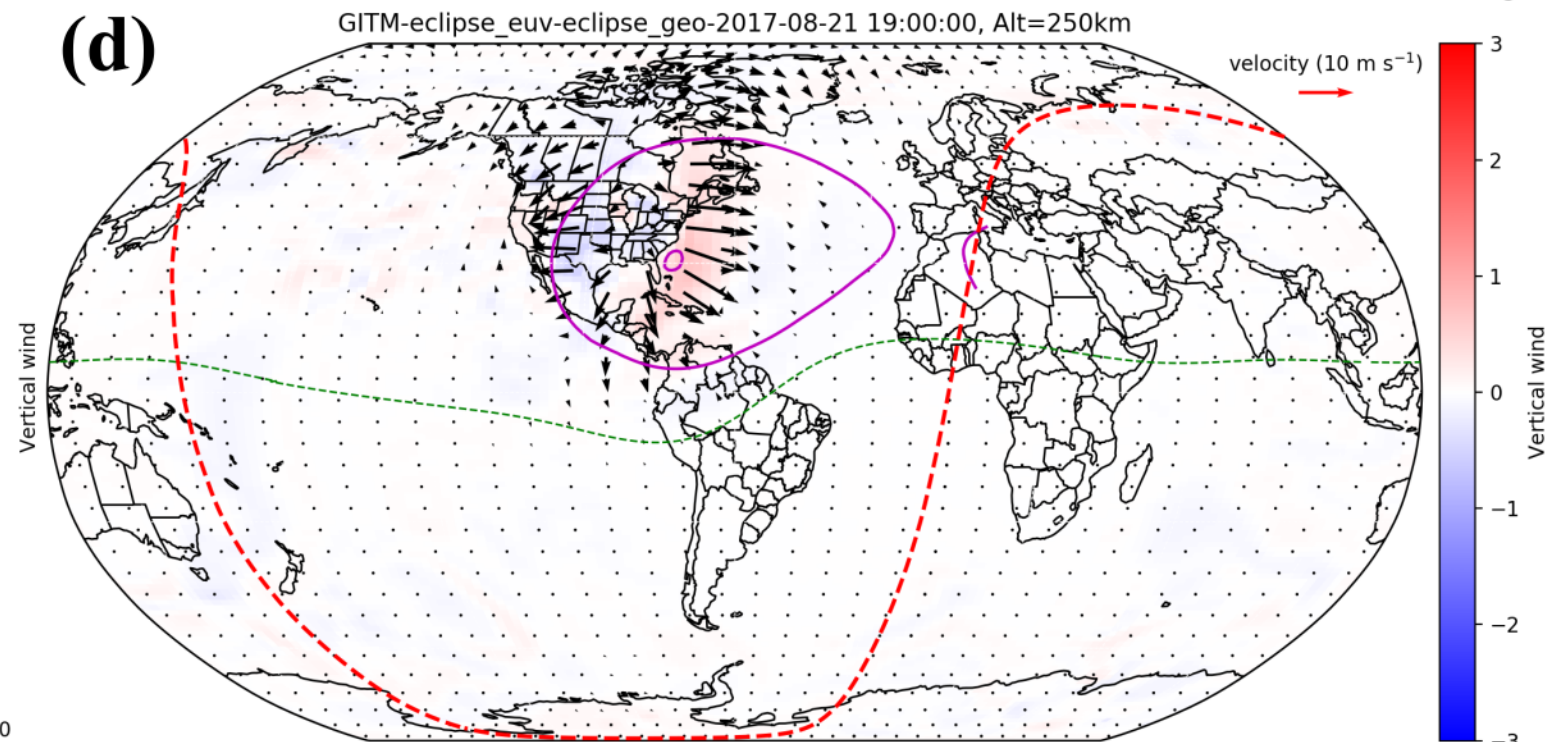 (d)
GITM-eclipse_euv-eclipse_geo-2017-08-21 19:00:00, Alt=250km
velocity (10 m s⁻¹)
3
2
1
0
−1
−2
−3
Vertical wind
Vertical wind
0